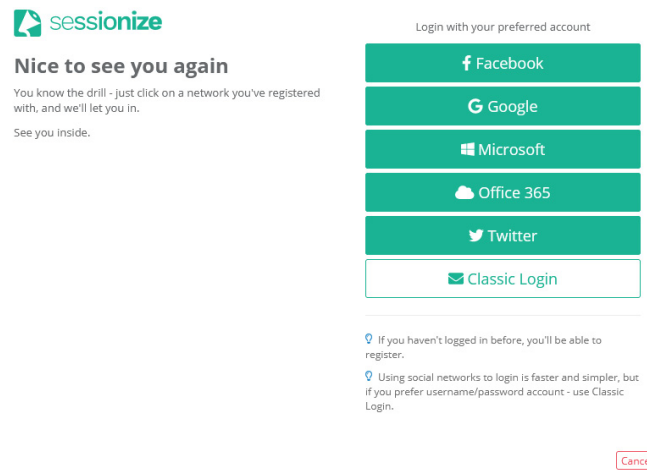 sessionize
Nice to see you again
You know the drill - just click on a network you've registered
with, and we'll let you in.
See you inside.
Login with your preferred account
Facebook
Google
Microsoft
Office 365
Twitter
Classic Login
If you haven't logged in before, you'll be able to
register.
Using social networks to login is faster and simpler, but
if you prefer username/password account - use Classic
Login.
Cance